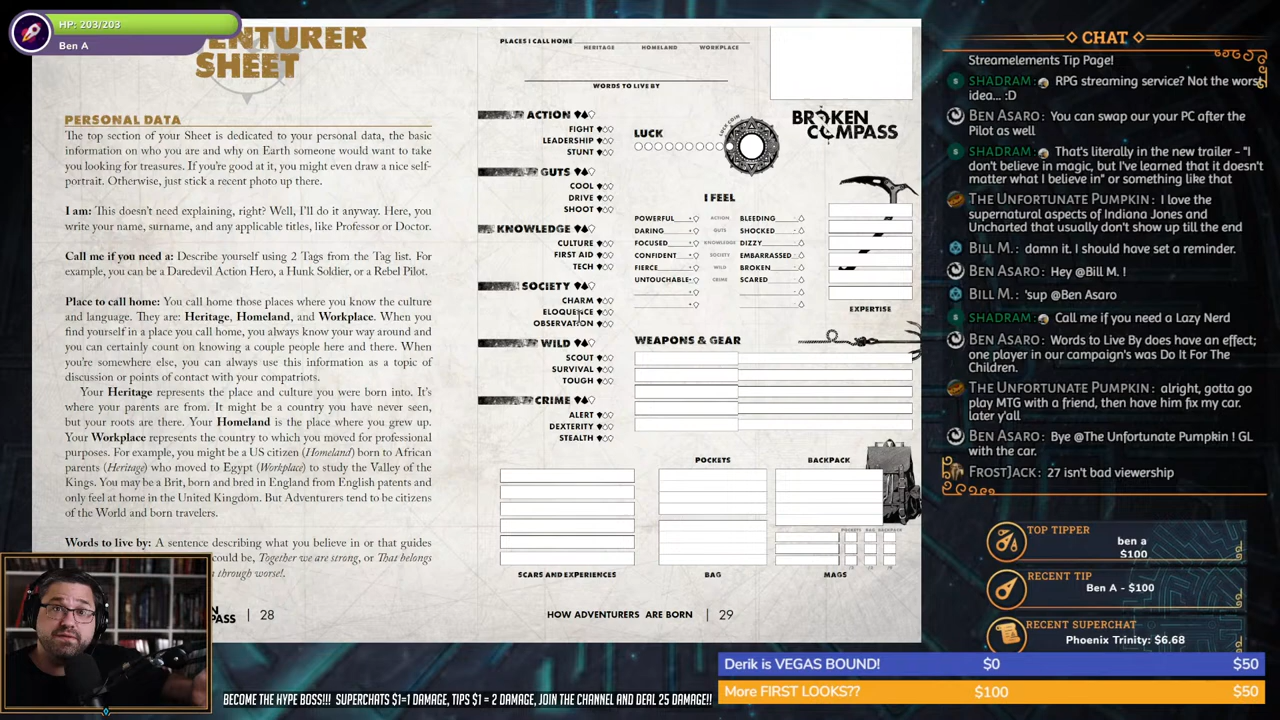 HP: 203/203
Ben A
ENTURER
SHEET
PERSONAL DATA
The top section of your Sheet is dedicated to your personal data, the basic
information on who you are and why on Earth someone would want to
take you looking for treasures. If you're good at it, you might even draw a nice self-
portrait. Otherwise, just stick a recent photo up there.
I am: This doesn't need explaining, right? Well, I'll do it anyway. Here, you
write your name, surname, and any applicable titles, like Professor or Doctor.
Call me if you need a: Describe yourself using 2 Tags from the Tag list. For
example, you can be a Daredevil Action Hero, a Hunk Soldier, or a Rebel Pilot.
Place to call home: You call home those places where you know the culture
and language. They are: Heritage, Homeland, and Workplace. When you
find yourself in a place you call home, you always know your way around and
you can certainly count on knowing a couple people here and there. When
you're somewhere else, you can always use this information as a topic of
discussion or points of contact with your compatriots.
Your Heritage represents the place and culture you were born into. It's
where your parents are from. It might be a country you have never seen,
but your roots are there. Your Homeland is the place where you grew up.
Your Workplace represents the country to which you moved for professional
purposes. For example, you might be a US citizen (Homeland) born to African
parents (Heritage) who moved to Egypt (Workplace) to study the Valley of the
Kings. You may be a Brit, born and bred in England from English patents and
only feel at home in the United Kingdom. But Adventurers tend to be citizens
of the World and born travelers.
Words to live by: A sentence describing what you believe in or that guides
could be, Together we are strong, or That belongs
through worse!.
COMPASS
28
PLACES I CALL HOME
HERITAGE HOMELAND WORKPLACE
WORDS TO LIVE BY
ACTION
FIGHT
LEADERSHIP
STUNT
GUTS
COOL
DRIVE
SHOOT
KNOWLEDGE
CULTURE
FIRST AID
TECH
SOCIETY
CHARM
ELOQUENCE
OBSERVATION
WILD
SCOUT
SURVIVAL
TOUGH
CRIME
ALERT
DEXTERITY
STEALTH
LUCK
LUCK COIN
BROKEN
COMPASS
I FEEL
POWERFUL ACTION BLEEDING
DARING GUTS SHOCKED
FOCUSED KNOWLEDGE DIZZY
CONFIDENT SOCIETY EMBARRASSED
FIERCE WILD BROKEN
UNTOUCHABLE CRIME SCARED
EXPERTISE
WEAPONS & GEAR
POCKETS
BACKPACK
POCKETS BAG BACKPACK
SCARS AND EXPERIENCES
BAG
MAGS
HOW ADVENTURERS ARE BORN
29
CHAT
Streamelements Tip Page!
SHADRAM: RPG streaming service? Not the worst
idea... :D
BEN ASARO: You can swap our your PC after the
Pilot as well
SHADRAM: That's literally in the new trailer - "I
don't believe in magic, but I've learned that it doesn't
matter what I believe in" or something like that
THE UNFORTUNATE PUMPKIN: I love the
supernatural aspects of Indiana Jones and
Uncharted that usually don't show up till the end
BILL M.: damn it. I should have set a reminder.
BEN ASARO: Hey @Bill M. !
BILL M.: 'sup @Ben Asaro
SHADRAM: Call me if you need a Lazy Nerd
BEN ASARO: Words to Live By does have an effect;
one player in our campaign's was Do It For The
Children.
THE UNFORTUNATE PUMPKIN: alright, gotta go
play MTG with a friend, then have him fix my car.
later y'all
BEN ASARO: Bye @The Unfortunate Pumpkin ! GL
with the car.
FROSTJACK: 27 isn't bad viewership
TOP TIPPER
ben a
$100
RECENT TIP
Ben A - $100
RECENT SUPERCHAT
Phoenix Trinity: $6.68
Derik is VEGAS BOUND! $0 $50
More FIRST LOOKS?? $100 $50
BECOME THE HYPE BOSS!!! SUPERCHATS $1=1 DAMAGE, TIPS $1 = 2 DAMAGE, JOIN THE CHANNEL AND DEAL 25 DAMAGE!!